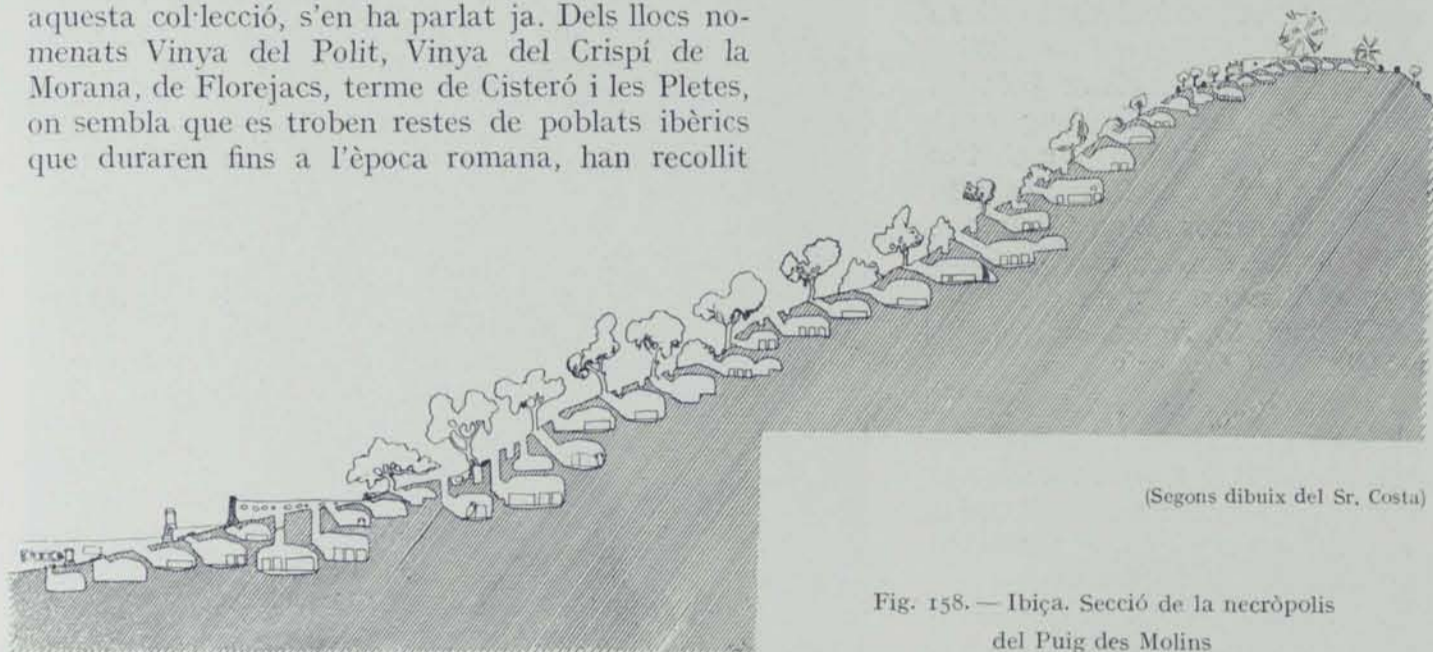 aquesta col·lecció, s'en ha parlat ja. Dels llocs no-
menats Vinya del Polit, Vinya del Crispí de la
Morana, de Florejacs, terme de Cisteró i les Pletes,
on sembla que es troben restes de poblats ibèrics
que duraren fins a l'època romana, han recollit
(Segons dibuix del Sr. Costa)
Fig. 158. — Ibiça. Secció de la necròpolis
del Puig des Molins